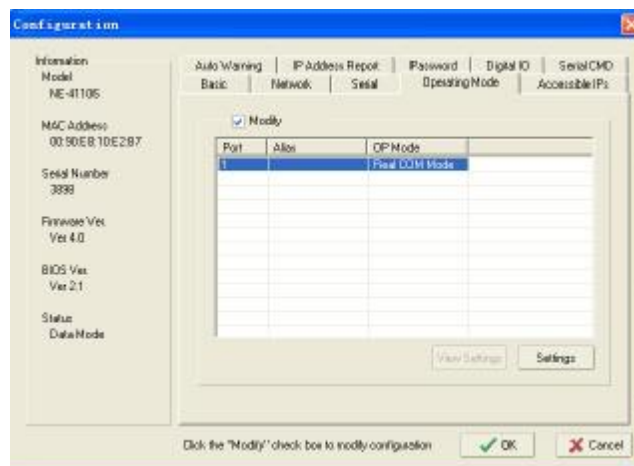 Configuration
Information
Model
NE-4110S
MAC Address
00:90:E8:10:E2:B7
Serial Number
3898
Firmware Ver.
Ver 4.0
BIOS Ver.
Ver 2.1
Status
Data Mode
Auto Warning
IP Address Report
Password
Digital IO
Serial CMD
Basic
Network
Serial
Operating Mode
Accessible IPs
Modify
Port Alias OP Mode
1 Real COM Mode
View Settings
Settings
Click the "Modify" check box to modify configuration
OK
Cancel